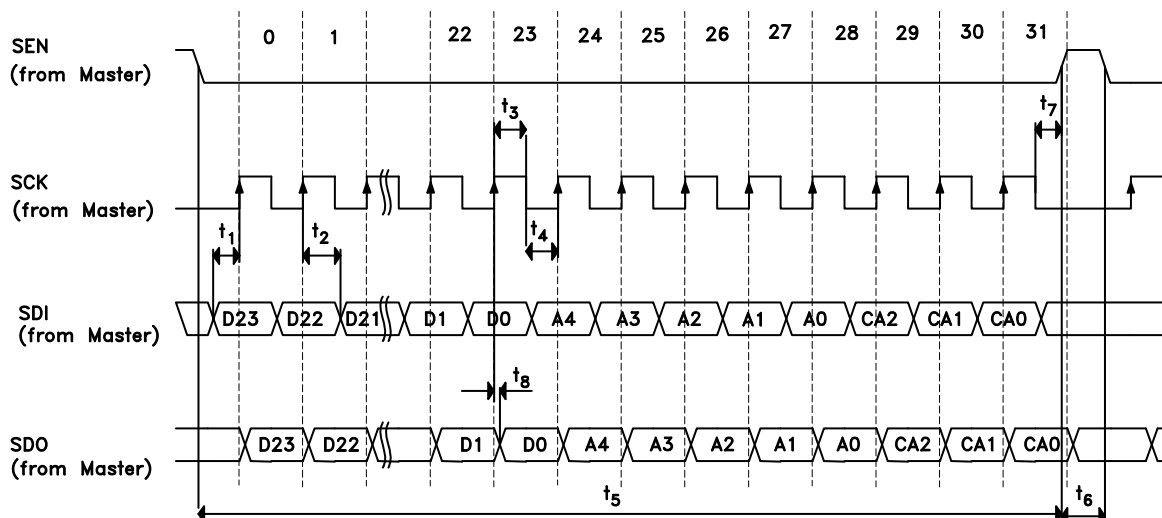 0 1 22 23 24 25 26 27 28 29 30 31
SEN
(from Master)
t3 t7
SCK
(from Master)
t1 t2 t4
SDI
(from Master)
D23 D22 D21 D1 D0 A4 A3 A2 A1 A0 CA2 CA1 CA0
t8
SDO
(from Master)
D23 D22 D1 D0 A4 A3 A2 A1 A0 CA2 CA1 CA0
t5 t6